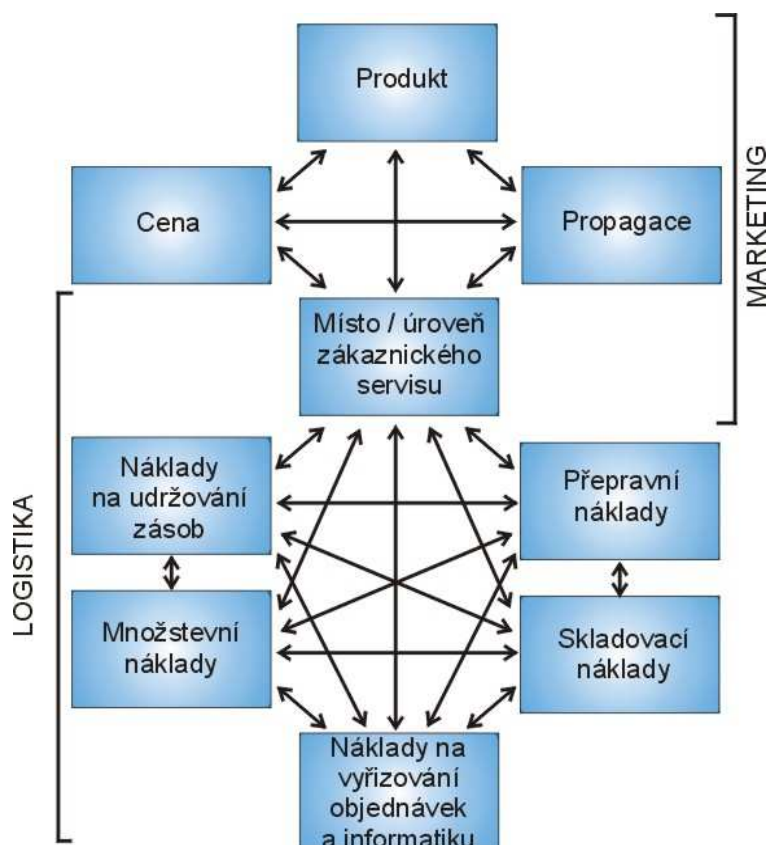 Produkt
MARKETING
Cena
Propagace
Místo / úroveň
zákaznického
servisu
LOGISTIKA
Náklady
na udržování
zásob
Přepravní
náklady
Množstevní
náklady
Skladovací
náklady
Náklady na
vyřizování
objednávek
a informatiku